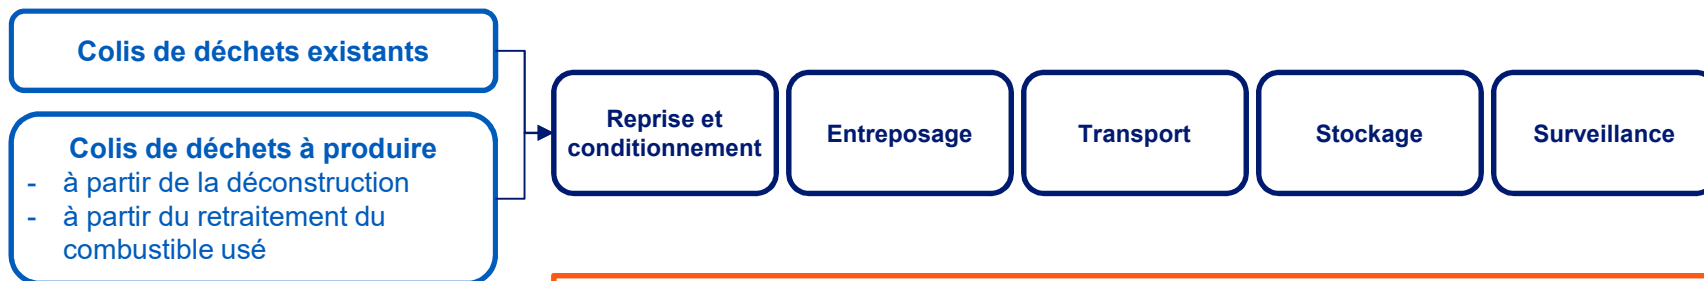 Colis de déchets existants
Colis de déchets à produire
- à partir de la déconstruction
- à partir du retraitement du
combustible usé
Reprise et
conditionnement
Entreposage
Transport
Stockage
Surveillance